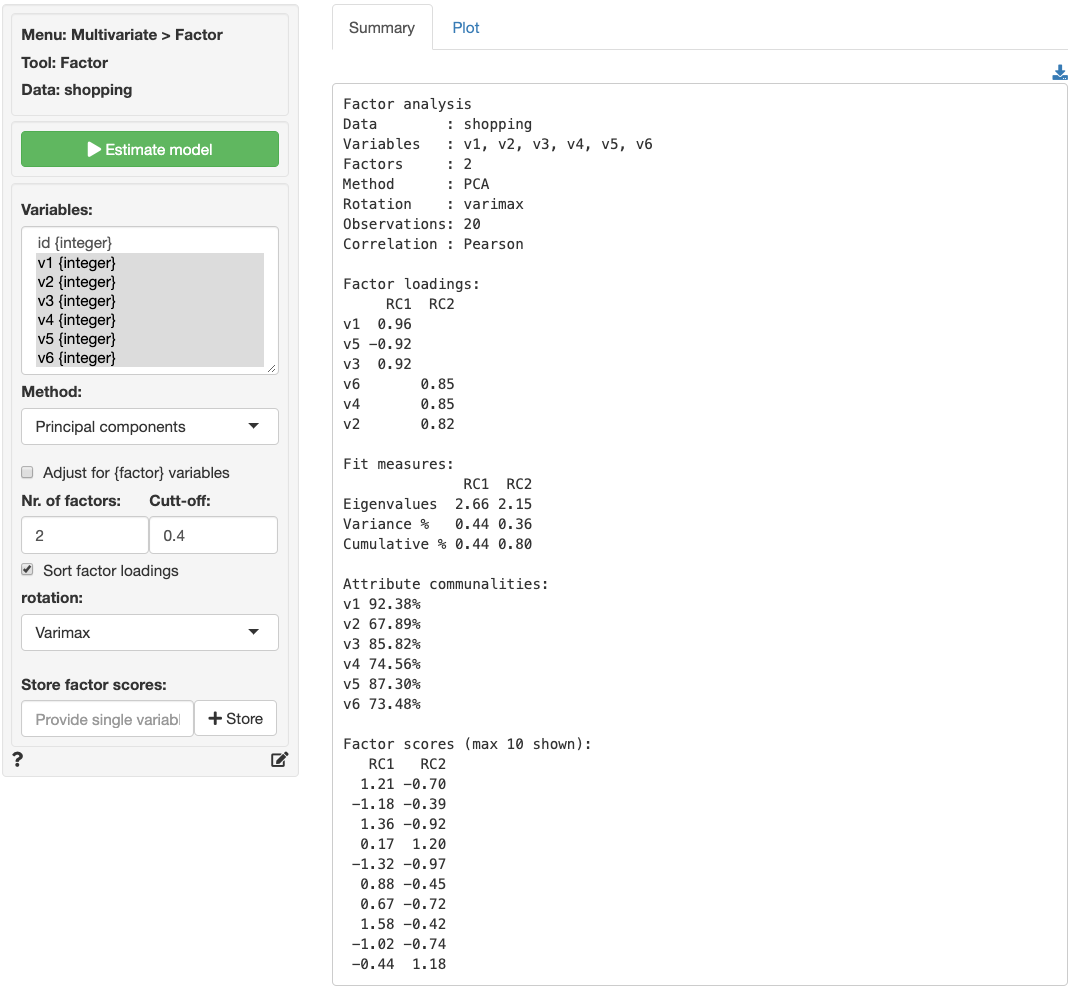 Menu: Multivariate > Factor
Tool: Factor
Data: shopping
Estimate model
Variables:
id {integer}
v1 {integer}
v2 {integer}
v3 {integer}
v4 {integer}
v5 {integer}
v6 {integer}
Method:
Principal components
Adjust for {factor} variables
Nr. of factors: Cutt-off:
2 0.4
Sort factor loadings
rotation:
Varimax
Store factor scores:
Provide single variabl + Store
?
Summary Plot
Factor analysis
Data        : shopping
Variables   : v1, v2, v3, v4, v5, v6
Factors     : 2
Method      : PCA
Rotation    : varimax
Observations: 20
Correlation : Pearson
Factor loadings:
     RC1  RC2
v1  0.96
v5 -0.92
v3  0.92
v6       0.85
v4       0.85
v2       0.82
Fit measures:
              RC1  RC2
Eigenvalues  2.66 2.15
Variance %   0.44 0.36
Cumulative % 0.44 0.80
Attribute communalities:
v1 92.38%
v2 67.89%
v3 85.82%
v4 74.56%
v5 87.30%
v6 73.48%
Factor scores (max 10 shown):
   RC1   RC2
  1.21 -0.70
 -1.18 -0.39
  1.36 -0.92
  0.17  1.20
 -1.32 -0.97
  0.88 -0.45
  0.67 -0.72
  1.58 -0.42
 -1.02 -0.74
 -0.44  1.18